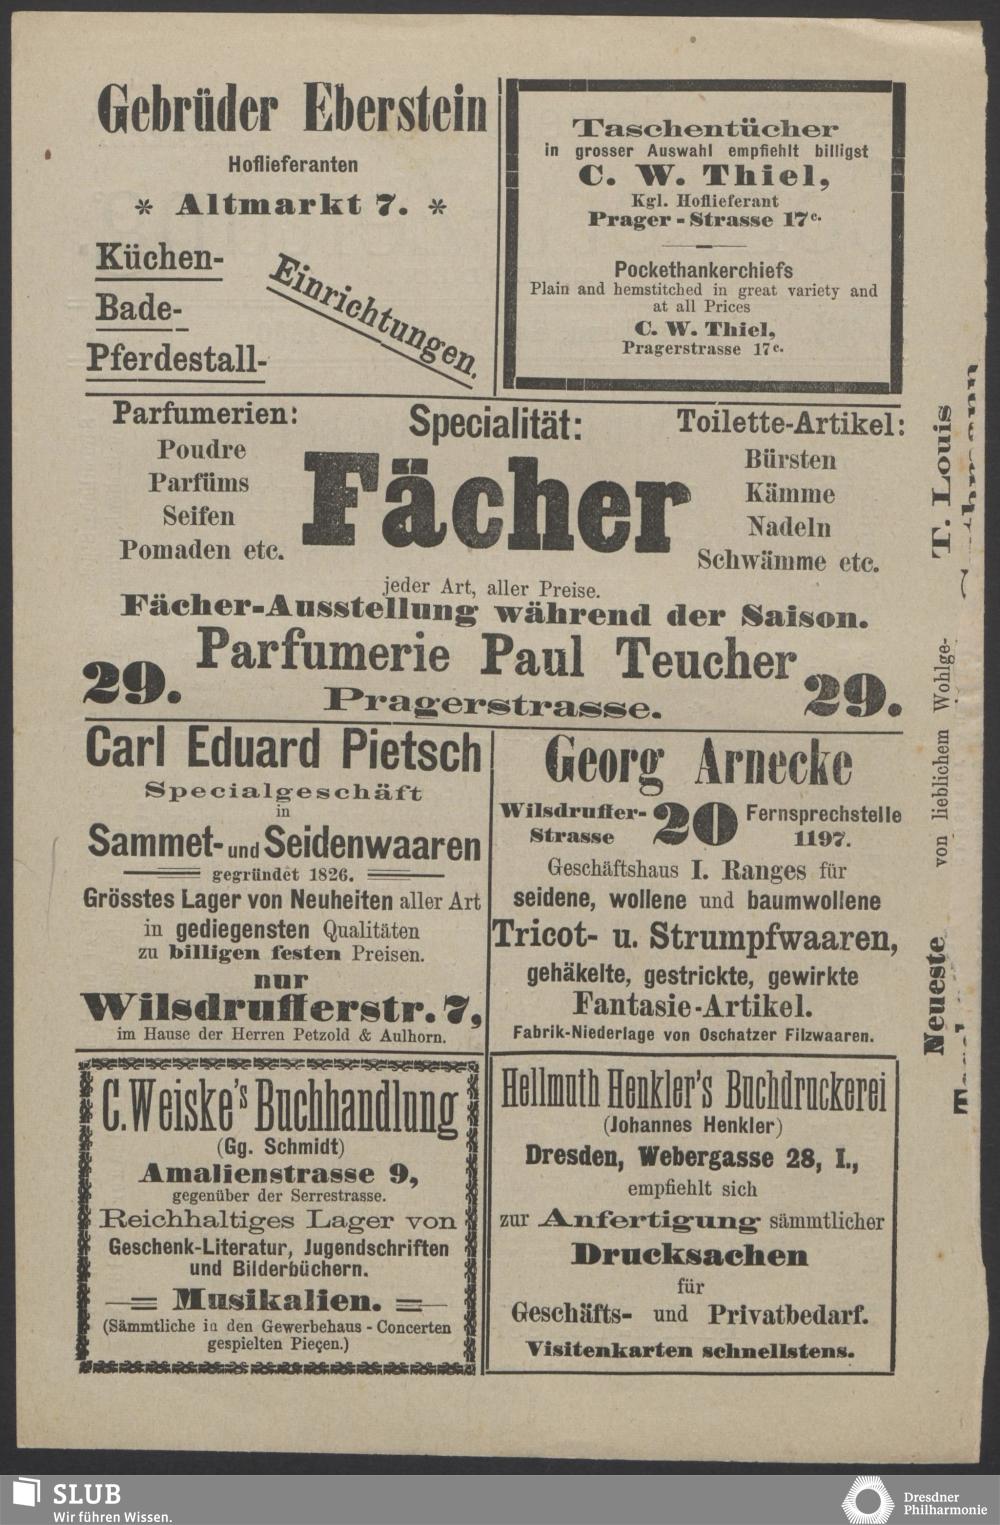 Gebrüder Eberstein
Hoflieferanten
* Altmarkt 7. *
Küchen-
Bade-
Pferdestall-
Einrichtungen.
Taschentücher
in grosser Auswahl empfiehlt billigst
C. W. Thiel,
Kgl. Hoflieferant
Prager-Strasse 17c.
Pockethankerchiefs
Plain and hemstitched in great variety and
at all Prices
C. W. Thiel,
Pragerstrasse 17c.
Parfumerien:
Poudre
Parfüms
Seifen
Pomaden etc.
Specialität:
Fächer
Toilette-Artikel:
Bürsten
Kämme
Nadeln
Schwämme etc.
jeder Art, aller Preise.
Fächer-Ausstellung während der Saison.
29. Parfumerie Paul Teucher 29.
Pragerstrasse.
Carl Eduard Pietsch
Specialgeschäft
in
Sammet- und Seidenwaaren
gegründet 1826.
Grösstes Lager von Neuheiten aller Art
in gediegensten Qualitäten
zu billigen festen Preisen.
nur
Wilsdrufferstr. 7,
im Hause der Herren Petzold & Aulhorn.
Georg Arnecke
Wilsdruffer-Strasse 20 Fernsprechstelle 1197.
Geschäftshaus I. Ranges für
seidene, wollene und baumwollene
Tricot- u. Strumpfwaaren,
gehäkelte, gestrickte, gewirkte
Fantasie-Artikel.
Fabrik-Niederlage von Oschatzer Filzwaaren.
C. Weiske's Buchhandlung
(Gg. Schmidt)
Amalienstrasse 9,
gegenüber der Serrestrasse.
Reichhaltiges Lager von
Geschenk-Literatur, Jugendschriften
und Bilderbüchern.
Musikalien.
(Sämmtliche in den Gewerbehaus-Concerten
gespielten Pieçen.)
Hellmuth Henkler's Buchdruckerei
(Johannes Henkler)
Dresden, Webergasse 28, I.,
empfiehlt sich
zur Anfertigung sämmtlicher
Drucksachen
für
Geschäfts- und Privatbedarf.
Visitenkarten schnellstens.
Neueste von lieblichem Wohlge- T. Louis
SLUB
Wir führen Wissen.
Dresdner
Philharmonie